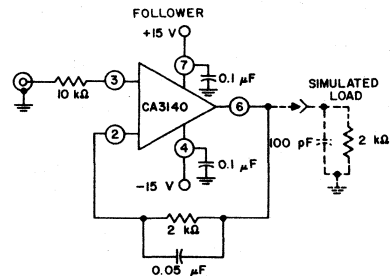 FOLLOWER
+15 V
7
0.1 µF
SIMULATED
LOAD
3
10 kΩ
CA3140
6
2
4
100 pF
2 kΩ
0.1 µF
−15 V
2 kΩ
0.05 µF